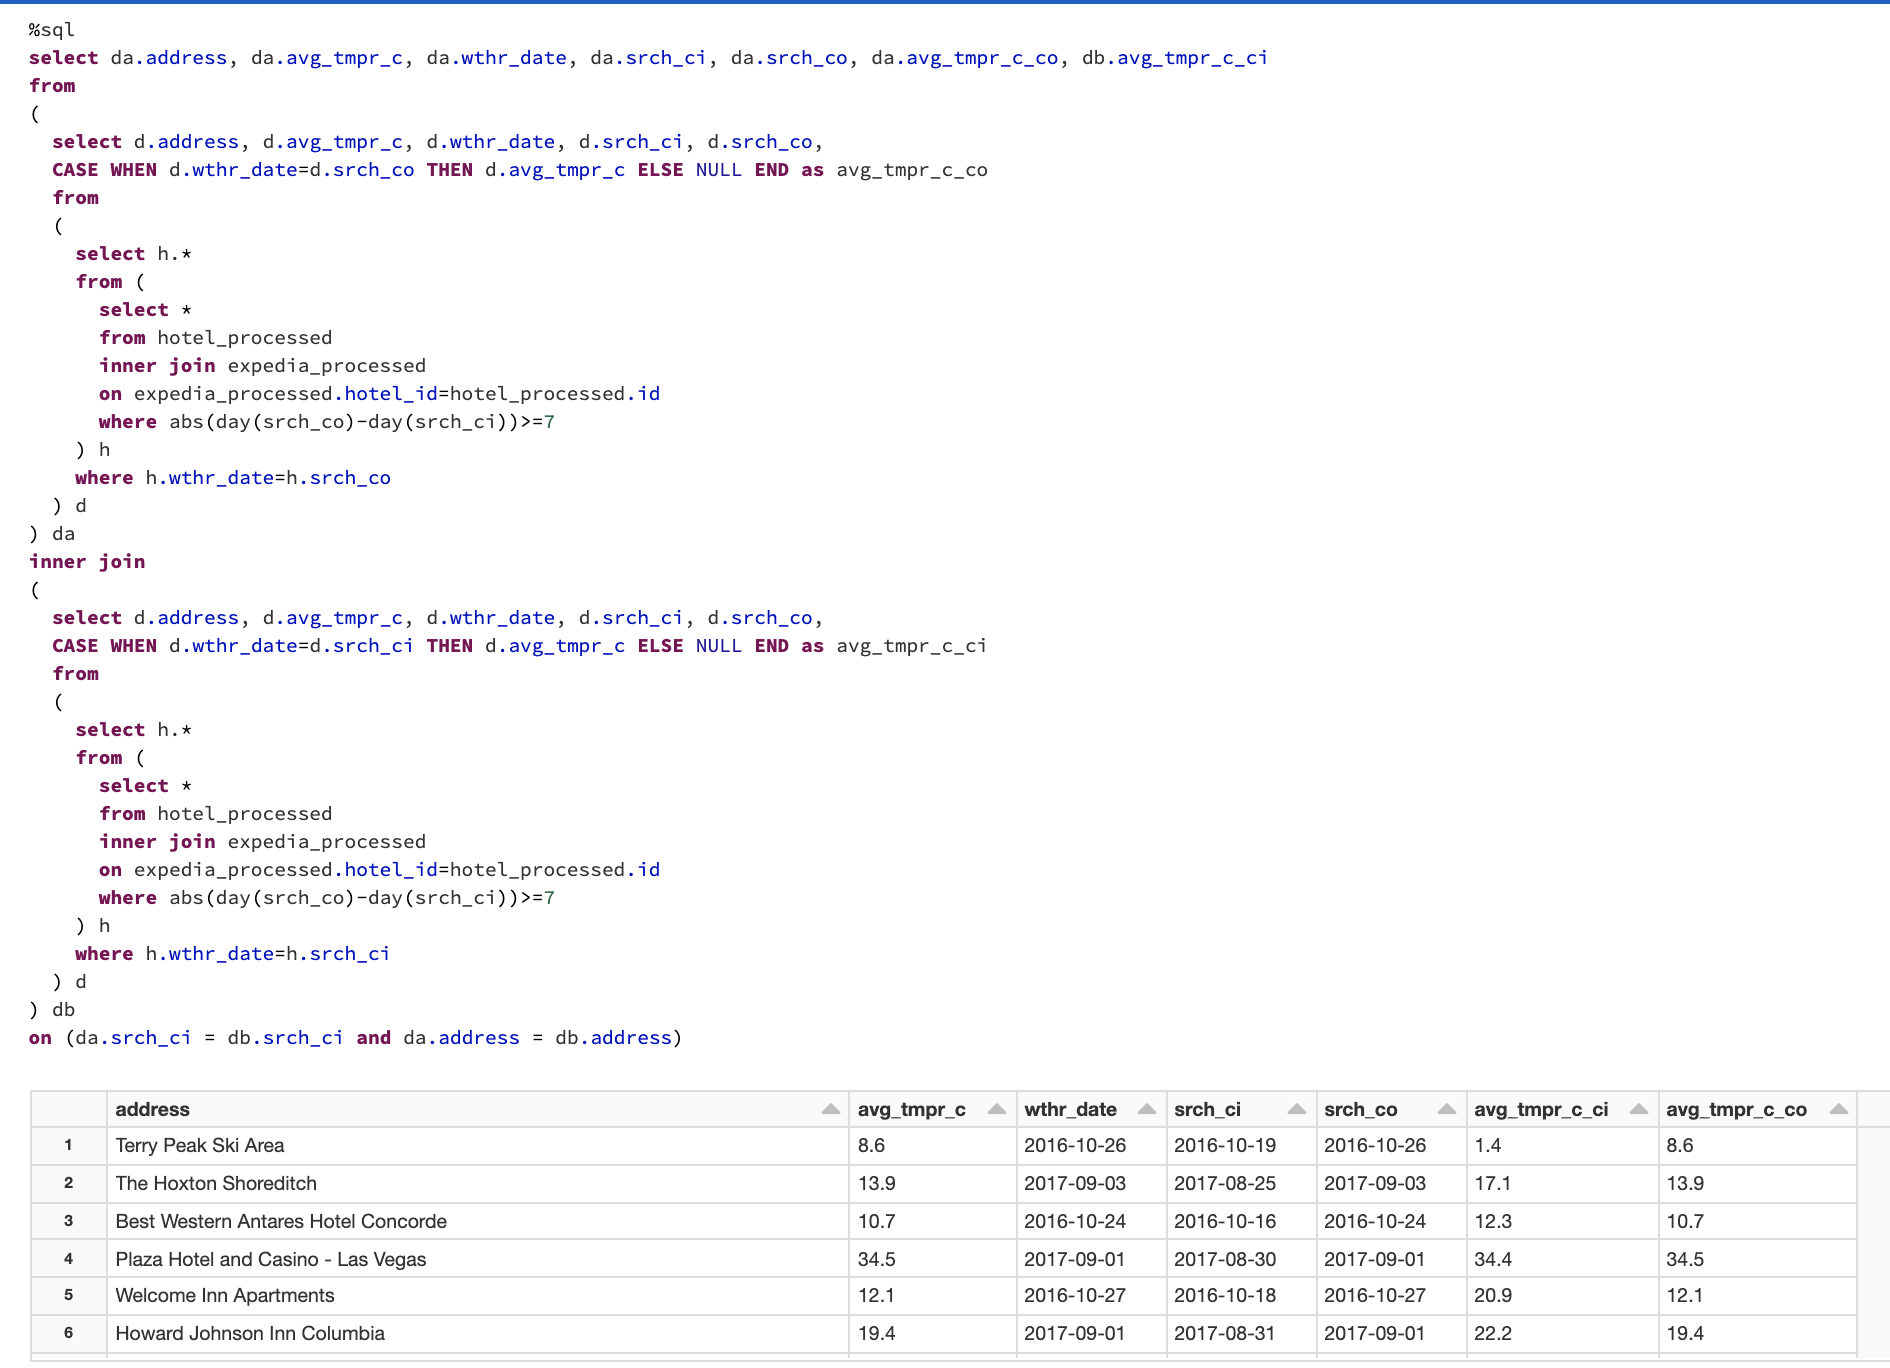 %sql
select da.address, da.avg_tmpr_c, da.wthr_date, da.srch_ci, da.srch_co, da.avg_tmpr_c_co, db.avg_tmpr_c_ci
from
(
  select d.address, d.avg_tmpr_c, d.wthr_date, d.srch_ci, d.srch_co,
  CASE WHEN d.wthr_date=d.srch_co THEN d.avg_tmpr_c ELSE NULL END as avg_tmpr_c_co
  from
  (
    select h.*
    from (
      select *
      from hotel_processed
      inner join expedia_processed
      on expedia_processed.hotel_id=hotel_processed.id
      where abs(day(srch_co)-day(srch_ci))>=7
    ) h
    where h.wthr_date=h.srch_co
  ) d
) da
inner join
(
  select d.address, d.avg_tmpr_c, d.wthr_date, d.srch_ci, d.srch_co,
  CASE WHEN d.wthr_date=d.srch_ci THEN d.avg_tmpr_c ELSE NULL END as avg_tmpr_c_ci
  from
  (
    select h.*
    from (
      select *
      from hotel_processed
      inner join expedia_processed
      on expedia_processed.hotel_id=hotel_processed.id
      where abs(day(srch_co)-day(srch_ci))>=7
    ) h
    where h.wthr_date=h.srch_ci
  ) d
) db
on (da.srch_ci = db.srch_ci and da.address = db.address)
address avg_tmpr_c wthr_date srch_ci srch_co avg_tmpr_c_ci avg_tmpr_c_co
1 Terry Peak Ski Area 8.6 2016-10-26 2016-10-19 2016-10-26 1.4 8.6
2 The Hoxton Shoreditch 13.9 2017-09-03 2017-08-25 2017-09-03 17.1 13.9
3 Best Western Antares Hotel Concorde 10.7 2016-10-24 2016-10-16 2016-10-24 12.3 10.7
4 Plaza Hotel and Casino - Las Vegas 34.5 2017-09-01 2017-08-30 2017-09-01 34.4 34.5
5 Welcome Inn Apartments 12.1 2016-10-27 2016-10-18 2016-10-27 20.9 12.1
6 Howard Johnson Inn Columbia 19.4 2017-09-01 2017-08-31 2017-09-01 22.2 19.4